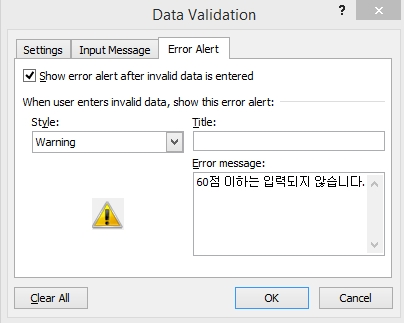 Data Validation ? ×
Settings Input Message Error Alert
Show error alert after invalid data is entered
When user enters invalid data, show this error alert:
Style: Title:
Warning
Error message:
60점 이하는 입력되지 않습니다.
Clear All OK Cancel